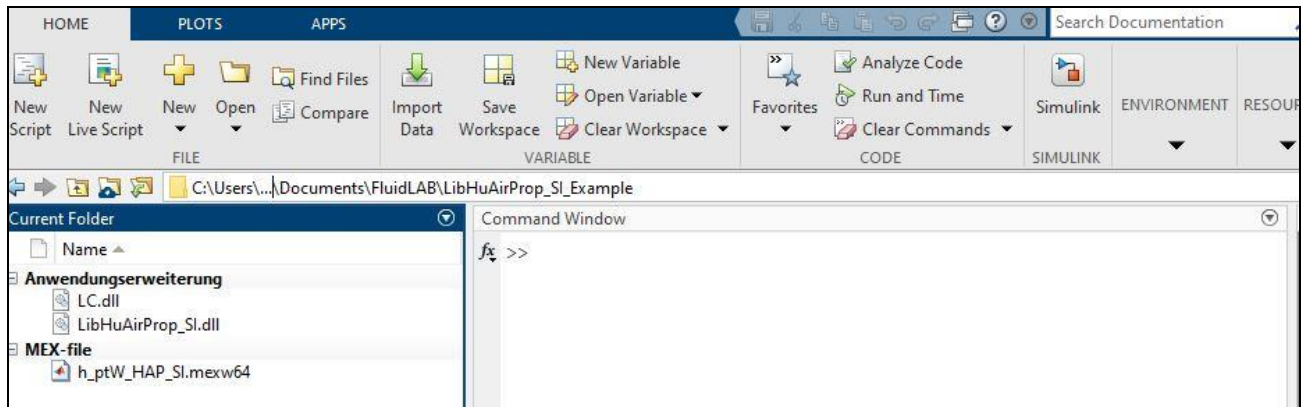 HOME PLOTS APPS Search Documentation
New Script
New Live Script
New
Open
Find Files
Compare
FILE
Import Data
Save Workspace
New Variable
Open Variable
Clear Workspace
VARIABLE
Favorites
Analyze Code
Run and Time
Clear Commands
CODE
Simulink
SIMULINK
ENVIRONMENT
C:\Users\...\Documents\FluidLAB\LibHuAirProp_SI_Example
Current Folder
Name
Anwendungserweiterung
LC.dll
LibHuAirProp_SI.dll
MEX-file
h_ptW_HAP_SI.mexw64
Command Window
fx >>